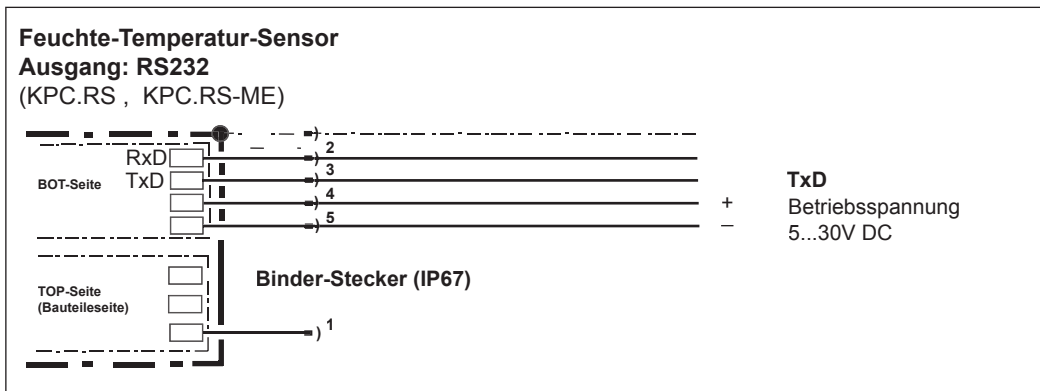 Feuchte-Temperatur-Sensor
Ausgang: RS232
(KPC.RS , KPC.RS-ME)
RxD 2
BOT-Seite TxD 3 TxD
4 + Betriebsspannung
5 – 5...30V DC
Binder-Stecker (IP67)
TOP-Seite
(Bauteileseite)
1